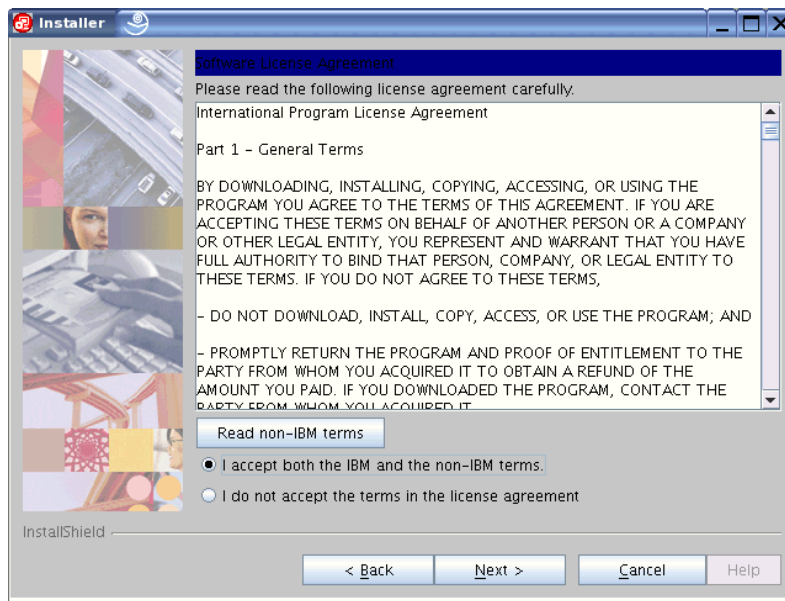 Installer
Software License Agreement
Please read the following license agreement carefully.
International Program License Agreement
Part 1 – General Terms
BY DOWNLOADING, INSTALLING, COPYING, ACCESSING, OR USING THE
PROGRAM YOU AGREE TO THE TERMS OF THIS AGREEMENT. IF YOU ARE
ACCEPTING THESE TERMS ON BEHALF OF ANOTHER PERSON OR A COMPANY
OR OTHER LEGAL ENTITY, YOU REPRESENT AND WARRANT THAT YOU HAVE
FULL AUTHORITY TO BIND THAT PERSON, COMPANY, OR LEGAL ENTITY TO
THESE TERMS. IF YOU DO NOT AGREE TO THESE TERMS,
– DO NOT DOWNLOAD, INSTALL, COPY, ACCESS, OR USE THE PROGRAM; AND
– PROMPTLY RETURN THE PROGRAM AND PROOF OF ENTITLEMENT TO THE
PARTY FROM WHOM YOU ACQUIRED IT TO OBTAIN A REFUND OF THE
AMOUNT YOU PAID. IF YOU DOWNLOADED THE PROGRAM, CONTACT THE
PARTY FROM WHOM YOU ACQUIRED IT
Read non-IBM terms
I accept both the IBM and the non-IBM terms.
I do not accept the terms in the license agreement
InstallShield
< Back
Next >
Cancel
Help